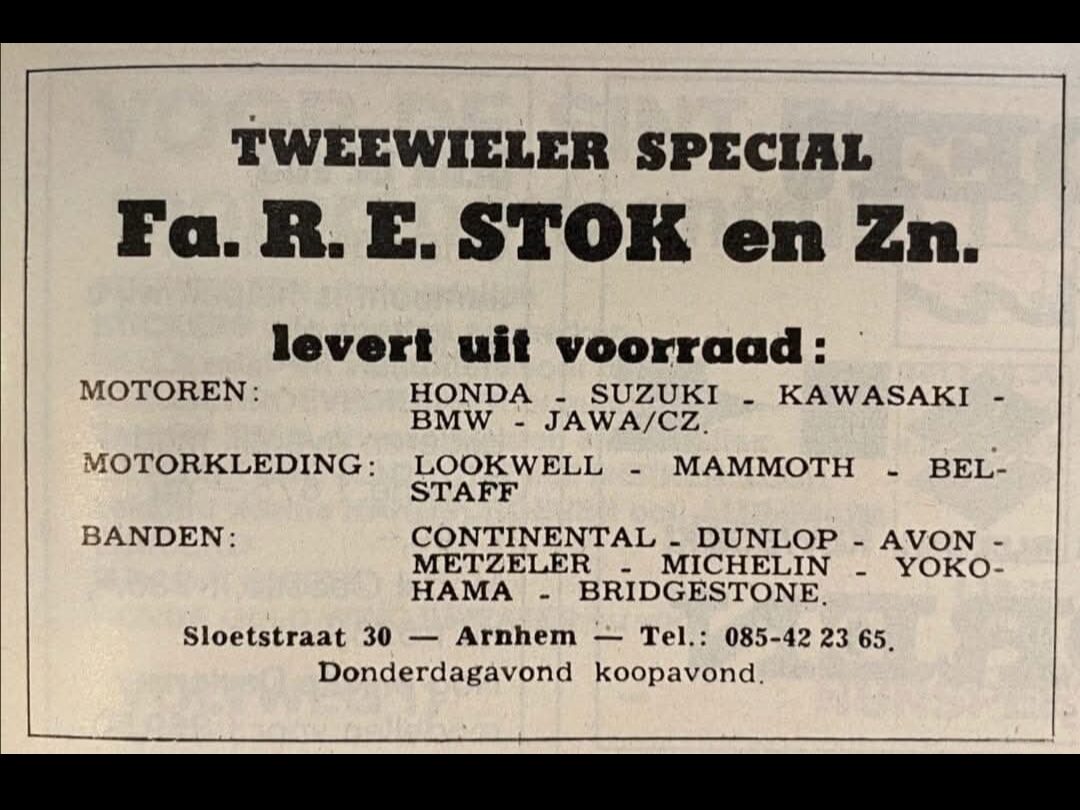 TWEEWIELER SPECIAL
Fa. R. E. STOK en Zn.
levert uit voorraad:
MOTOREN: HONDA - SUZUKI - KAWASAKI -
BMW - JAWA/CZ.
MOTORKLEDING: LOOKWELL - MAMMOTH - BEL-
STAFF
BANDEN: CONTINENTAL - DUNLOP - AVON -
METZELER - MICHELIN - YOKO-
HAMA - BRIDGESTONE.
Sloetstraat 30 — Arnhem — Tel.: 085-42 23 65.
Donderdagavond koopavond.